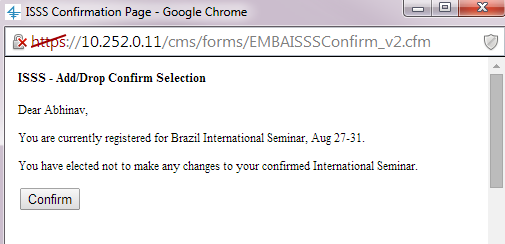 ISSS Confirmation Page - Google Chrome
https://10.252.0.11/cms/forms/EMBAISSSConfirm_v2.cfm
ISSS - Add/Drop Confirm Selection
Dear Abhinav,
You are currently registered for Brazil International Seminar, Aug 27-31.
You have elected not to make any changes to your confirmed International Seminar.
Confirm